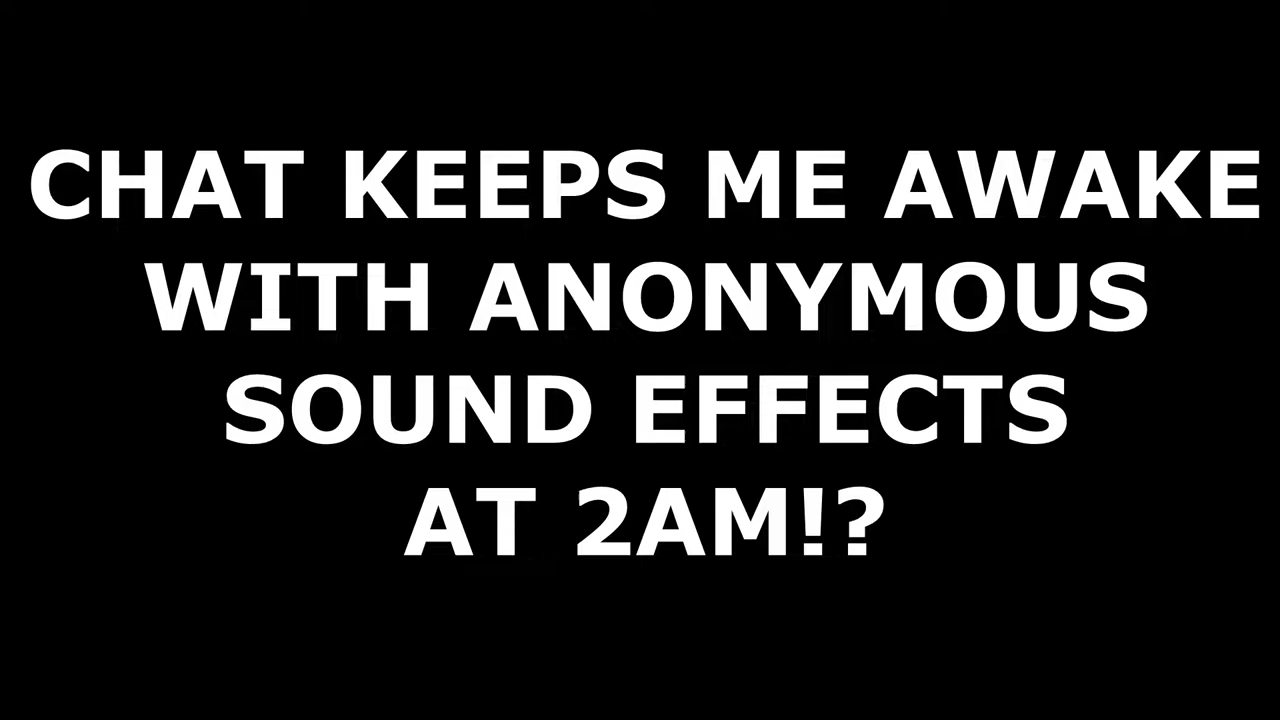 CHAT KEEPS ME AWAKE
WITH ANONYMOUS
SOUND EFFECTS
AT 2AM!?